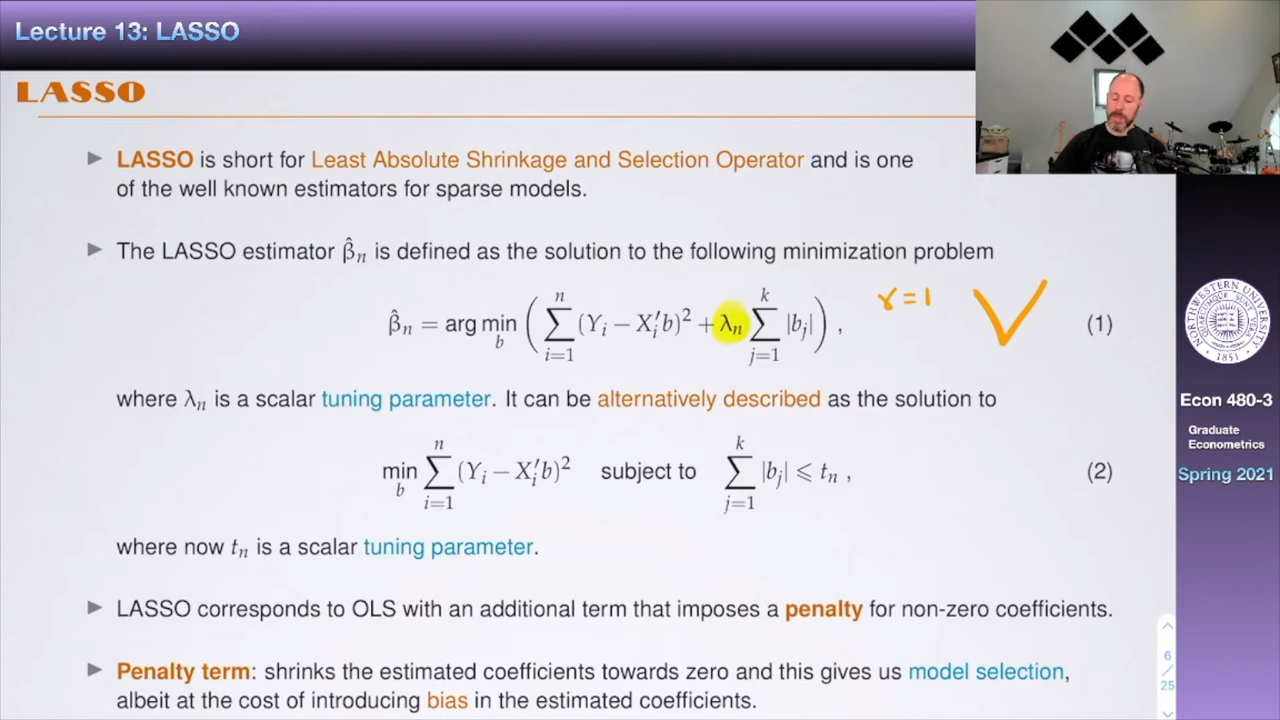 Lecture 13: LASSO
LASSO
▶ LASSO is short for Least Absolute Shrinkage and Selection Operator and is one
of the well known estimators for sparse models.
▶ The LASSO estimator β̂ₙ is defined as the solution to the following minimization problem
β̂ₙ = arg min_b ( ∑_{i=1}^{n} (Yᵢ − Xᵢ′b)² + λₙ ∑_{j=1}^{k} |bⱼ| ) , γ = 1 (1)
where λₙ is a scalar tuning parameter. It can be alternatively described as the solution to
min_b ∑_{i=1}^{n} (Yᵢ − Xᵢ′b)² subject to ∑_{j=1}^{k} |bⱼ| ⩽ tₙ , (2)
where now tₙ is a scalar tuning parameter.
▶ LASSO corresponds to OLS with an additional term that imposes a penalty for non-zero coefficients.
▶ Penalty term: shrinks the estimated coefficients towards zero and this gives us model selection,
albeit at the cost of introducing bias in the estimated coefficients.
NORTHWESTERN UNIVERSITY
1851
Econ 480-3
Graduate
Econometrics
Spring 2021
6
/
25